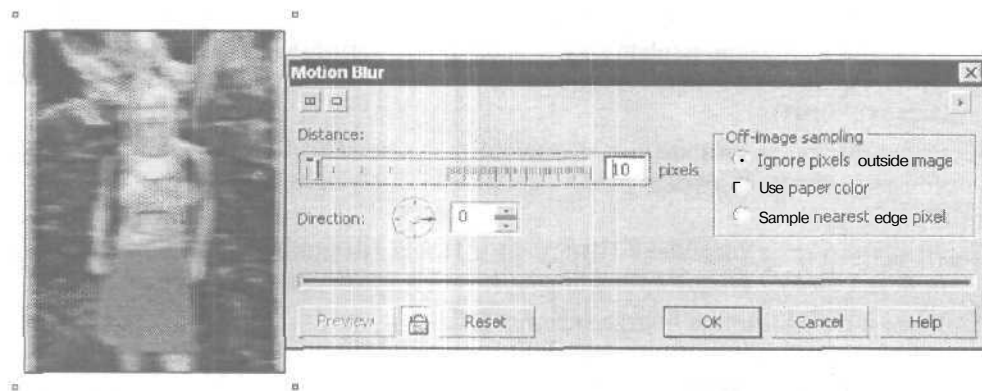 Motion Blur
Distance:
10 pixels
Direction:
0
Off-image sampling
Ignore pixels outside image
Use paper color
Sample nearest edge pixel
Preview
Reset
OK
Cancel
Help